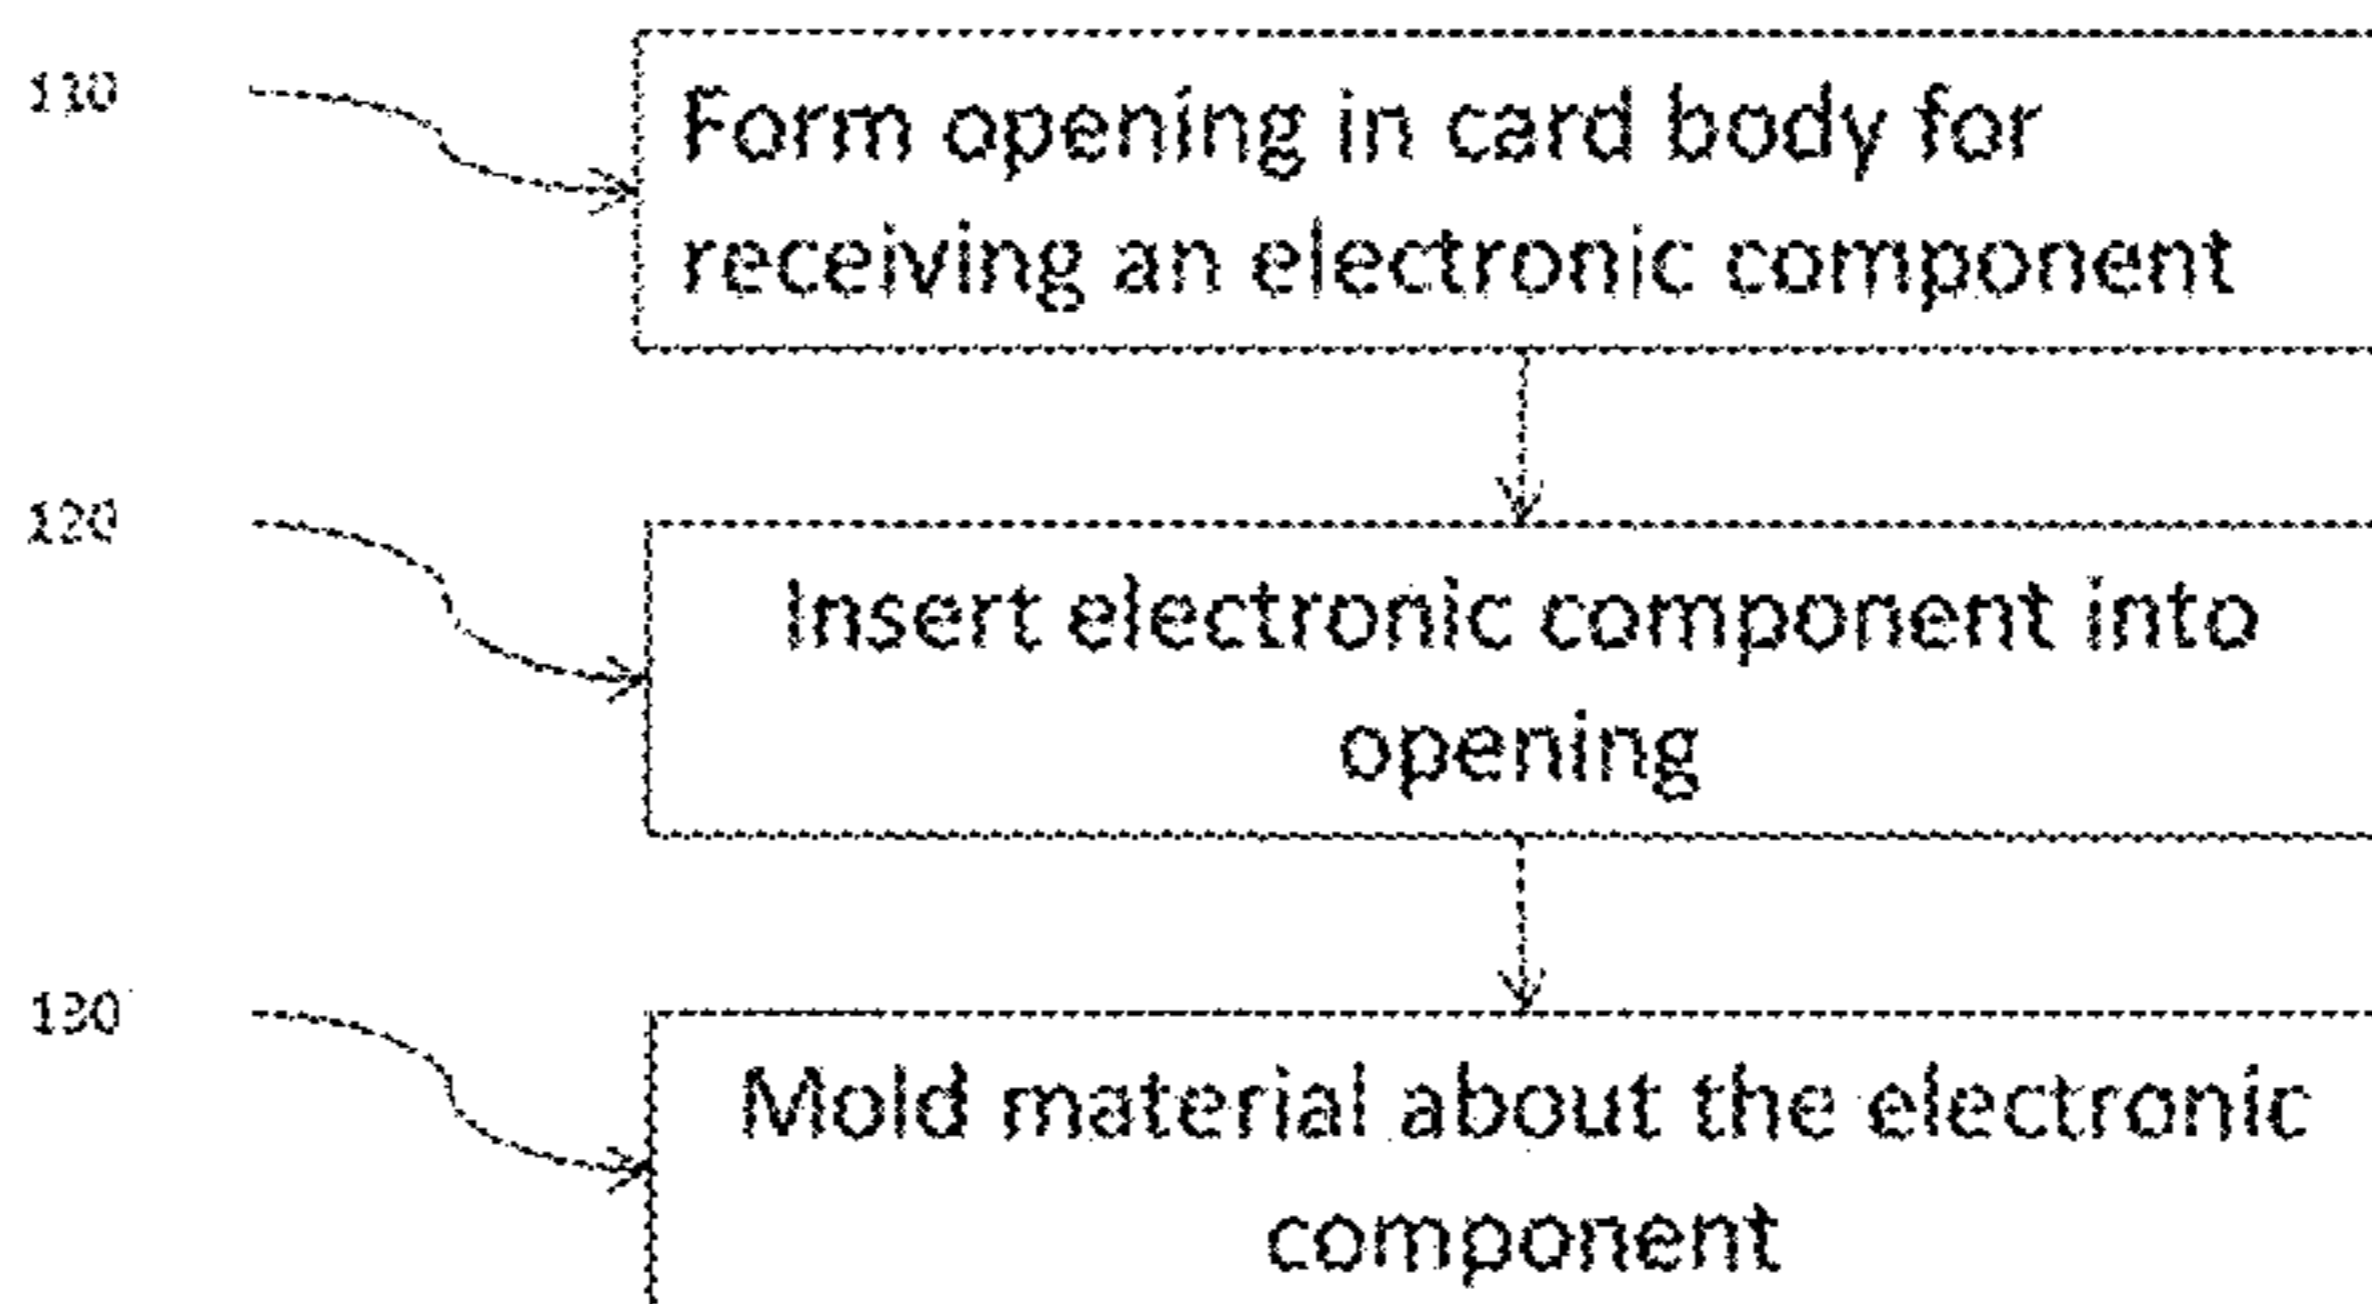 110
Form opening in card body for
receiving an electronic component
120
Insert electronic component into
opening
130
Mold material about the electronic
component